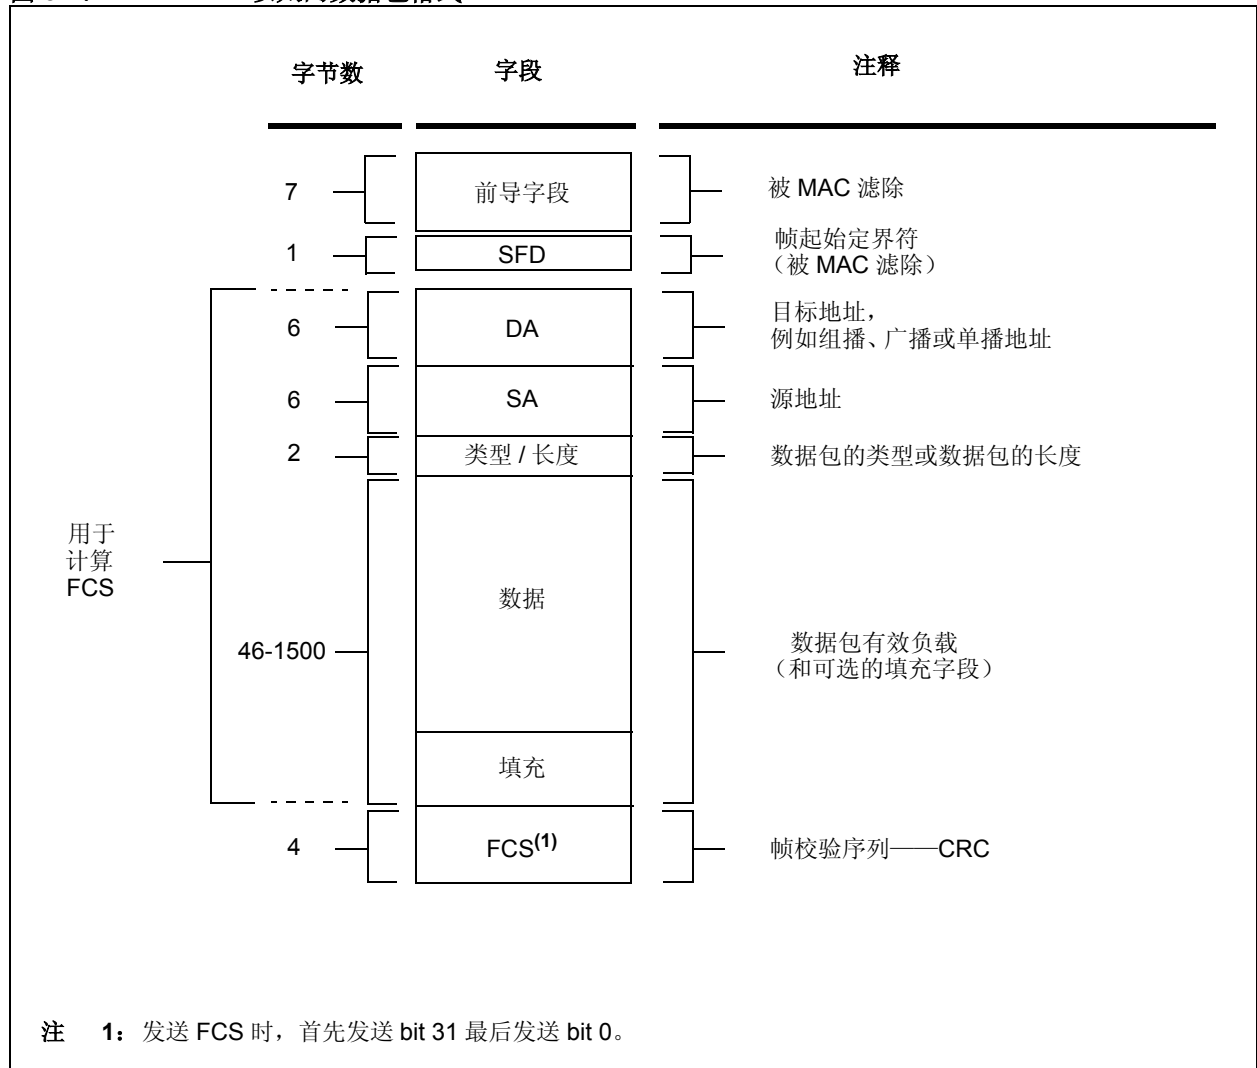 字节数 字段 注释
7 前导字段 被 MAC 滤除
1 SFD 帧起始定界符
（被 MAC 滤除）
6 DA 目标地址，
例如组播、广播或单播地址
6 SA 源地址
2 类型 / 长度 数据包的类型或数据包的长度
用于
计算
FCS
数据
46-1500 数据包有效负载
（和可选的填充字段）
填充
4 FCS(1) 帧校验序列——CRC
注 1： 发送 FCS 时，首先发送 bit 31 最后发送 bit 0。